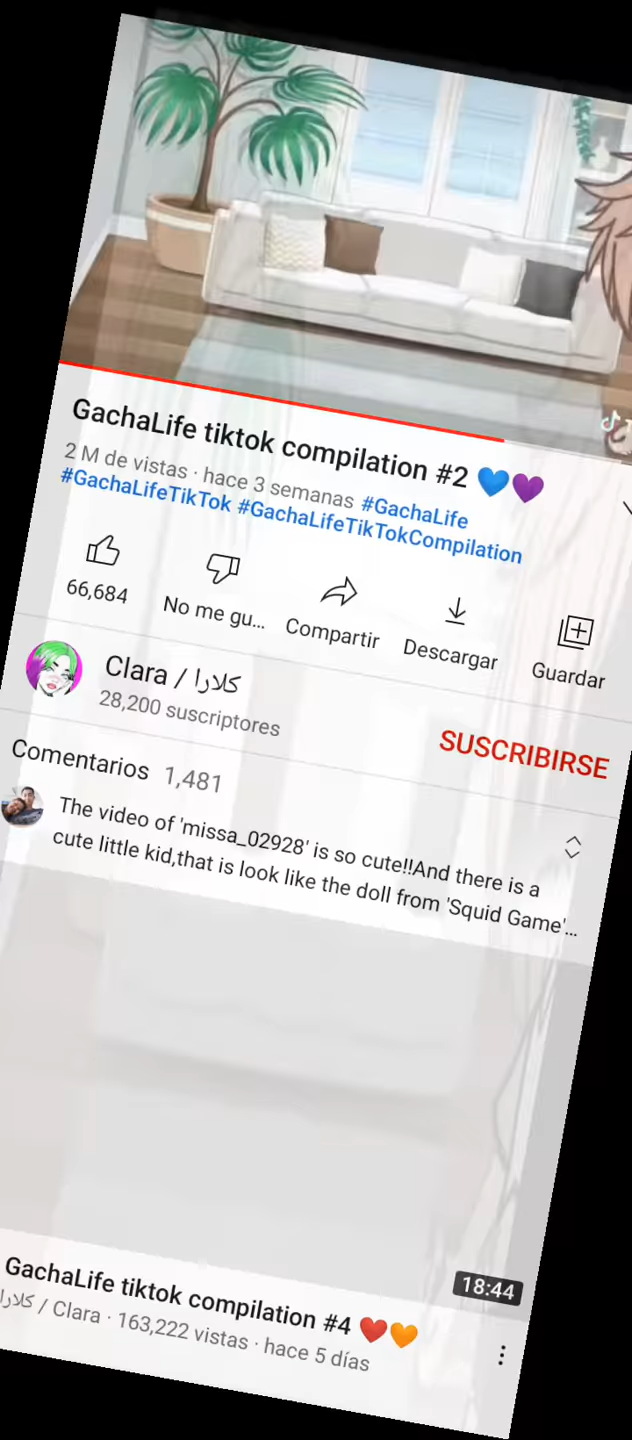 GachaLife tiktok compilation #2 💙💜
2 M de vistas · hace 3 semanas #GachaLife
#GachaLifeTikTok #GachaLifeTikTokCompilation
66,684
No me gu...
Compartir
Descargar
Guardar
Clara / كلارا
28,200 suscriptores
SUSCRIBIRSE
Comentarios 1,481
The video of 'missa_02928' is so cute!!And there is a
cute little kid,that is look like the doll from 'Squid Game'...
18:44
GachaLife tiktok compilation #4 ❤️🧡
كلارا / Clara · 163,222 vistas · hace 5 días